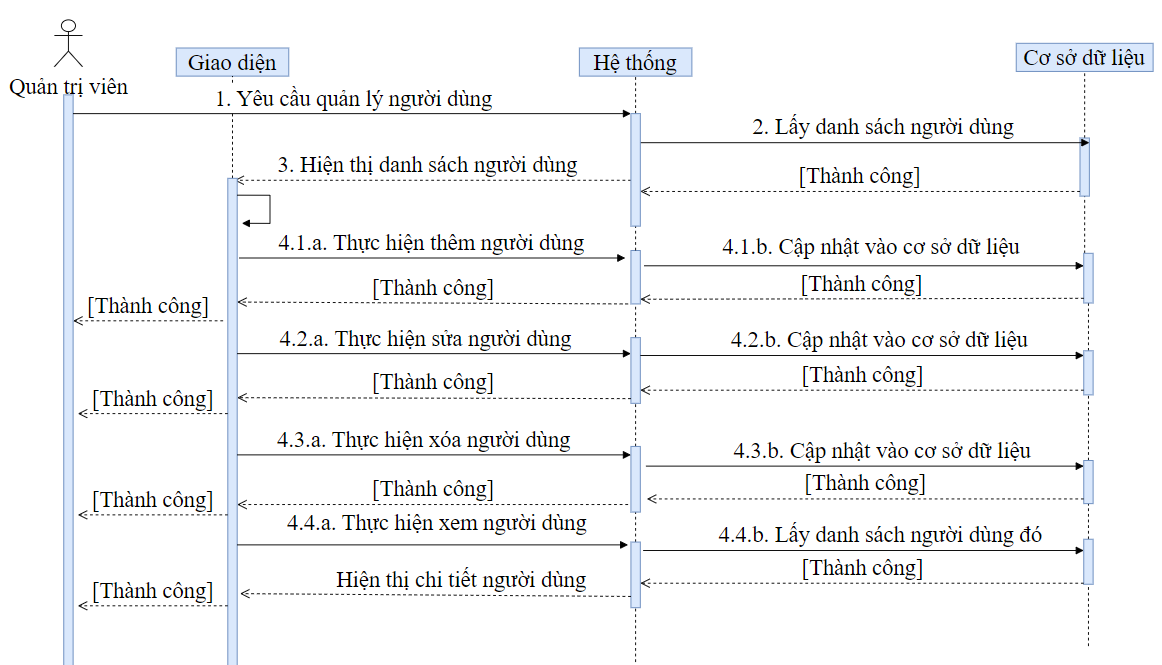 Quản trị viên
Giao diện
Hệ thống
Cơ sở dữ liệu
1. Yêu cầu quản lý người dùng
2. Lấy danh sách người dùng
3. Hiện thị danh sách người dùng
[Thành công]
4.1.a. Thực hiện thêm người dùng
4.1.b. Cập nhật vào cơ sở dữ liệu
[Thành công]
[Thành công]
[Thành công]
4.2.a. Thực hiện sửa người dùng
4.2.b. Cập nhật vào cơ sở dữ liệu
[Thành công]
[Thành công]
[Thành công]
4.3.a. Thực hiện xóa người dùng
4.3.b. Cập nhật vào cơ sở dữ liệu
[Thành công]
[Thành công]
[Thành công]
4.4.a. Thực hiện xem người dùng
4.4.b. Lấy danh sách người dùng đó
[Thành công]
Hiện thị chi tiết người dùng
[Thành công]